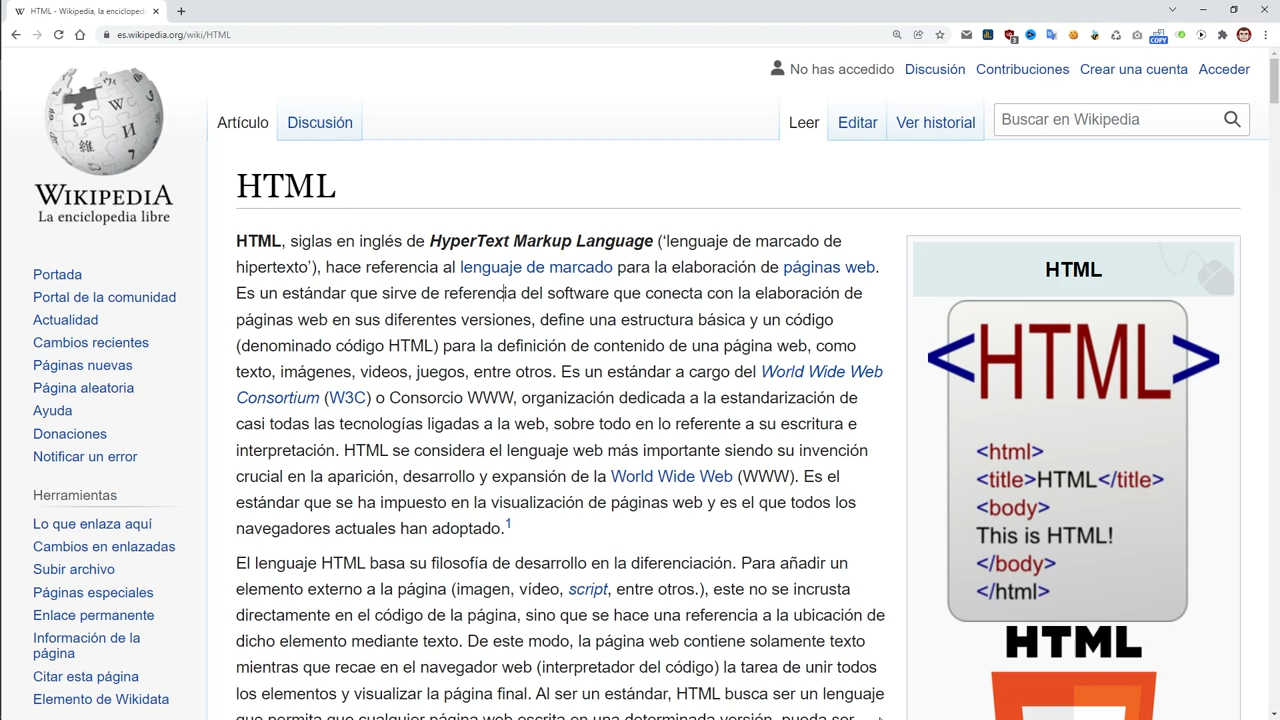 HTML - Wikipedia, la encicloped
es.wikipedia.org/wiki/HTML
3
COPY
No has accedido Discusión Contribuciones Crear una cuenta Acceder
Artículo Discusión Leer Editar Ver historial Buscar en Wikipedia
WIKIPEDIA
La enciclopedia libre
Portada
Portal de la comunidad
Actualidad
Cambios recientes
Páginas nuevas
Página aleatoria
Ayuda
Donaciones
Notificar un error
Herramientas
Lo que enlaza aquí
Cambios en enlazadas
Subir archivo
Páginas especiales
Enlace permanente
Información de la
página
Citar esta página
Elemento de Wikidata
HTML
HTML, siglas en inglés de HyperText Markup Language (‘lenguaje de marcado de
hipertexto’), hace referencia al lenguaje de marcado para la elaboración de páginas web.
Es un estándar que sirve de referencia del software que conecta con la elaboración de
páginas web en sus diferentes versiones, define una estructura básica y un código
(denominado código HTML) para la definición de contenido de una página web, como
texto, imágenes, videos, juegos, entre otros. Es un estándar a cargo del World Wide Web
Consortium (W3C) o Consorcio WWW, organización dedicada a la estandarización de
casi todas las tecnologías ligadas a la web, sobre todo en lo referente a su escritura e
interpretación. HTML se considera el lenguaje web más importante siendo su invención
crucial en la aparición, desarrollo y expansión de la World Wide Web (WWW). Es el
estándar que se ha impuesto en la visualización de páginas web y es el que todos los
navegadores actuales han adoptado.1
El lenguaje HTML basa su filosofía de desarrollo en la diferenciación. Para añadir un
elemento externo a la página (imagen, vídeo, script, entre otros.), este no se incrusta
directamente en el código de la página, sino que se hace una referencia a la ubicación de
dicho elemento mediante texto. De este modo, la página web contiene solamente texto
mientras que recae en el navegador web (interpretador del código) la tarea de unir todos
los elementos y visualizar la página final. Al ser un estándar, HTML busca ser un lenguaje
que permita que cualquier página web escrita en una determinada versión, pueda ser
HTML
<HTML>
<html>
<title>HTML</title>
<body>
This is HTML!
</body>
</html>
HTML